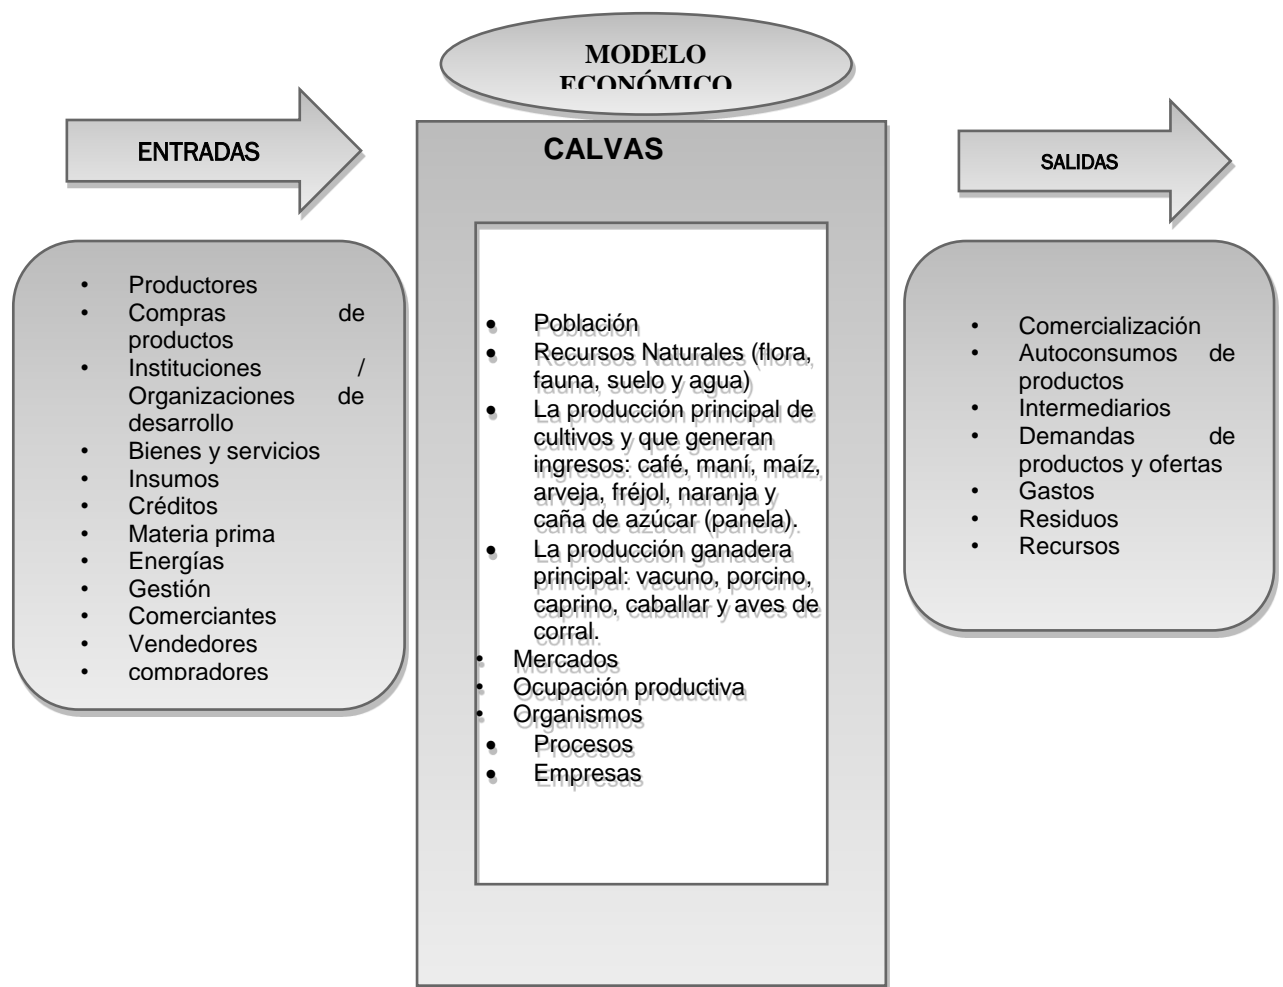 MODELO
ECONÓMICO
ENTRADAS
CALVAS
SALIDAS
• Productores
• Compras de
productos
• Instituciones /
Organizaciones de
desarrollo
• Bienes y servicios
• Insumos
• Créditos
• Materia prima
• Energías
• Gestión
• Comerciantes
• Vendedores
• compradores
• Población
• Recursos Naturales (flora,
fauna, suelo y agua)
• La producción principal de
cultivos y que generan
ingresos: café, maní, maíz,
arveja, fréjol, naranja y
caña de azúcar (panela).
• La producción ganadera
principal: vacuno, porcino,
caprino, caballar y aves de
corral.
• Mercados
• Ocupación productiva
• Organismos
• Procesos
• Empresas
• Comercialización
• Autoconsumos de
productos
• Intermediarios
• Demandas de
productos y ofertas
• Gastos
• Residuos
• Recursos